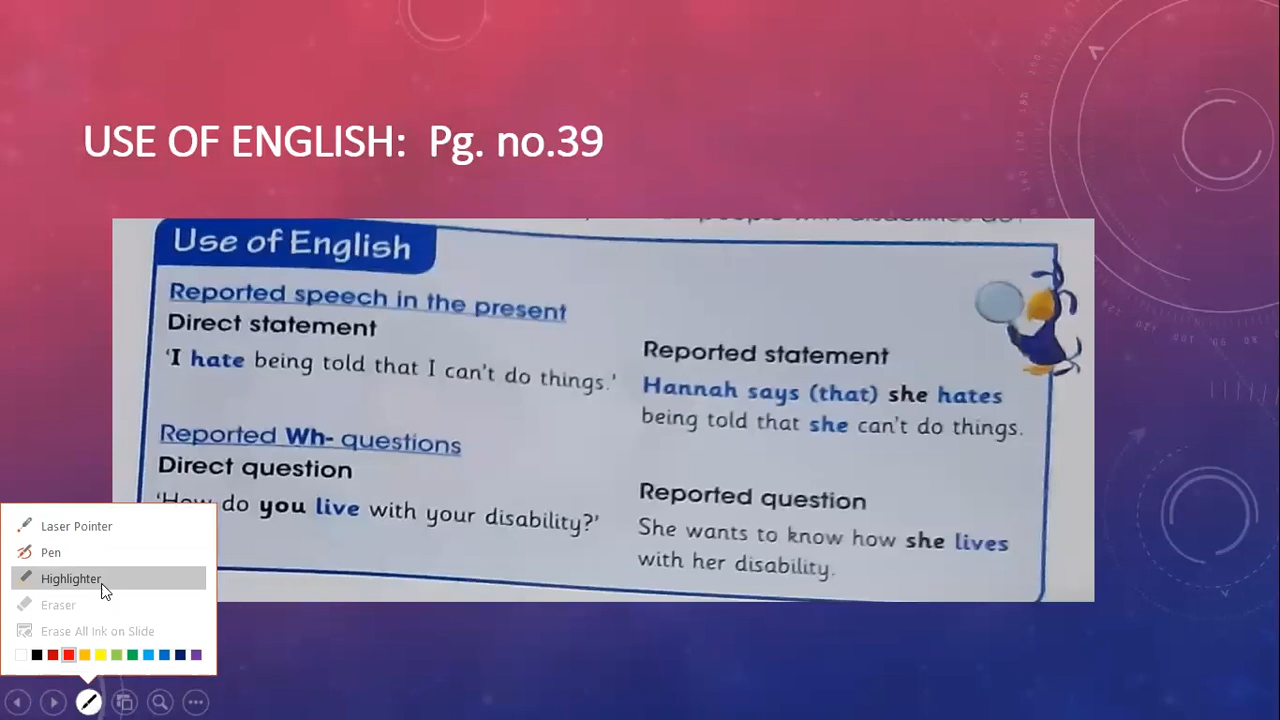 USE OF ENGLISH: Pg. no.39
Use of English
Reported speech in the present
Direct statement
'I hate being told that I can't do things.'
Reported statement
Hannah says (that) she hates
being told that she can't do things.
Reported Wh- questions
Direct question
'How do you live with your disability?'
Reported question
She wants to know how she lives
with her disability.
Laser Pointer
Pen
Highlighter
Eraser
Erase All Ink on Slide